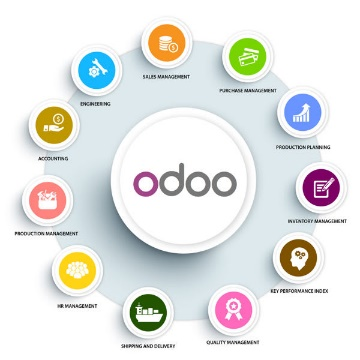 SALES MANAGEMENT
PURCHASE MANAGEMENT
PRODUCTION PLANNING
INVENTORY MANAGEMENT
KEY PERFORMANCE INDEX
QUALITY MANAGEMENT
SHIPPING AND DELIVERY
HR MANAGEMENT
PRODUCTION MANAGEMENT
ACCOUNTING
ENGINEERING
odoo